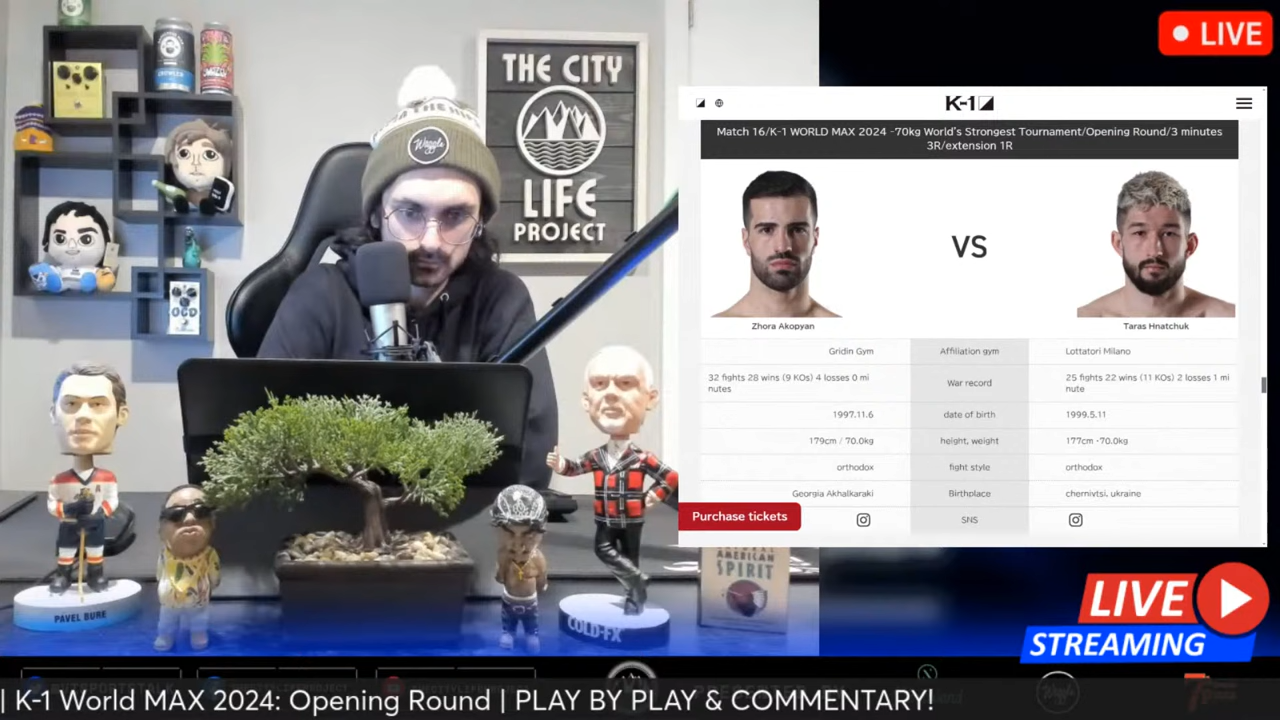 LIVE
THE CITY
LIFE
PROJECT
Waggle
OCD
PAVEL BURE
COLD-FX
AMERICAN
SPIRIT
K-1
Match 16/K-1 WORLD MAX 2024 -70kg World's Strongest Tournament/Opening Round/3 minutes
3R/extension 1R
VS
Zhora Akopyan
Taras Hnatchuk
Gridin Gym
Affiliation gym
Lottatori Milano
32 fights 28 wins (9 KOs) 4 losses 0 mi
nutes
War record
25 fights 22 wins (11 KOs) 2 losses 1 mi
nute
1997.11.6
date of birth
1999.5.11
179cm / 70.0kg
height, weight
177cm ･70.0kg
orthodox
fight style
orthodox
Georgia Akhalkaraki
Birthplace
chernivtsi, ukraine
SNS
Purchase tickets
LIVE
STREAMING
| K-1 World MAX 2024: Opening Round | PLAY BY PLAY & COMMENTARY!